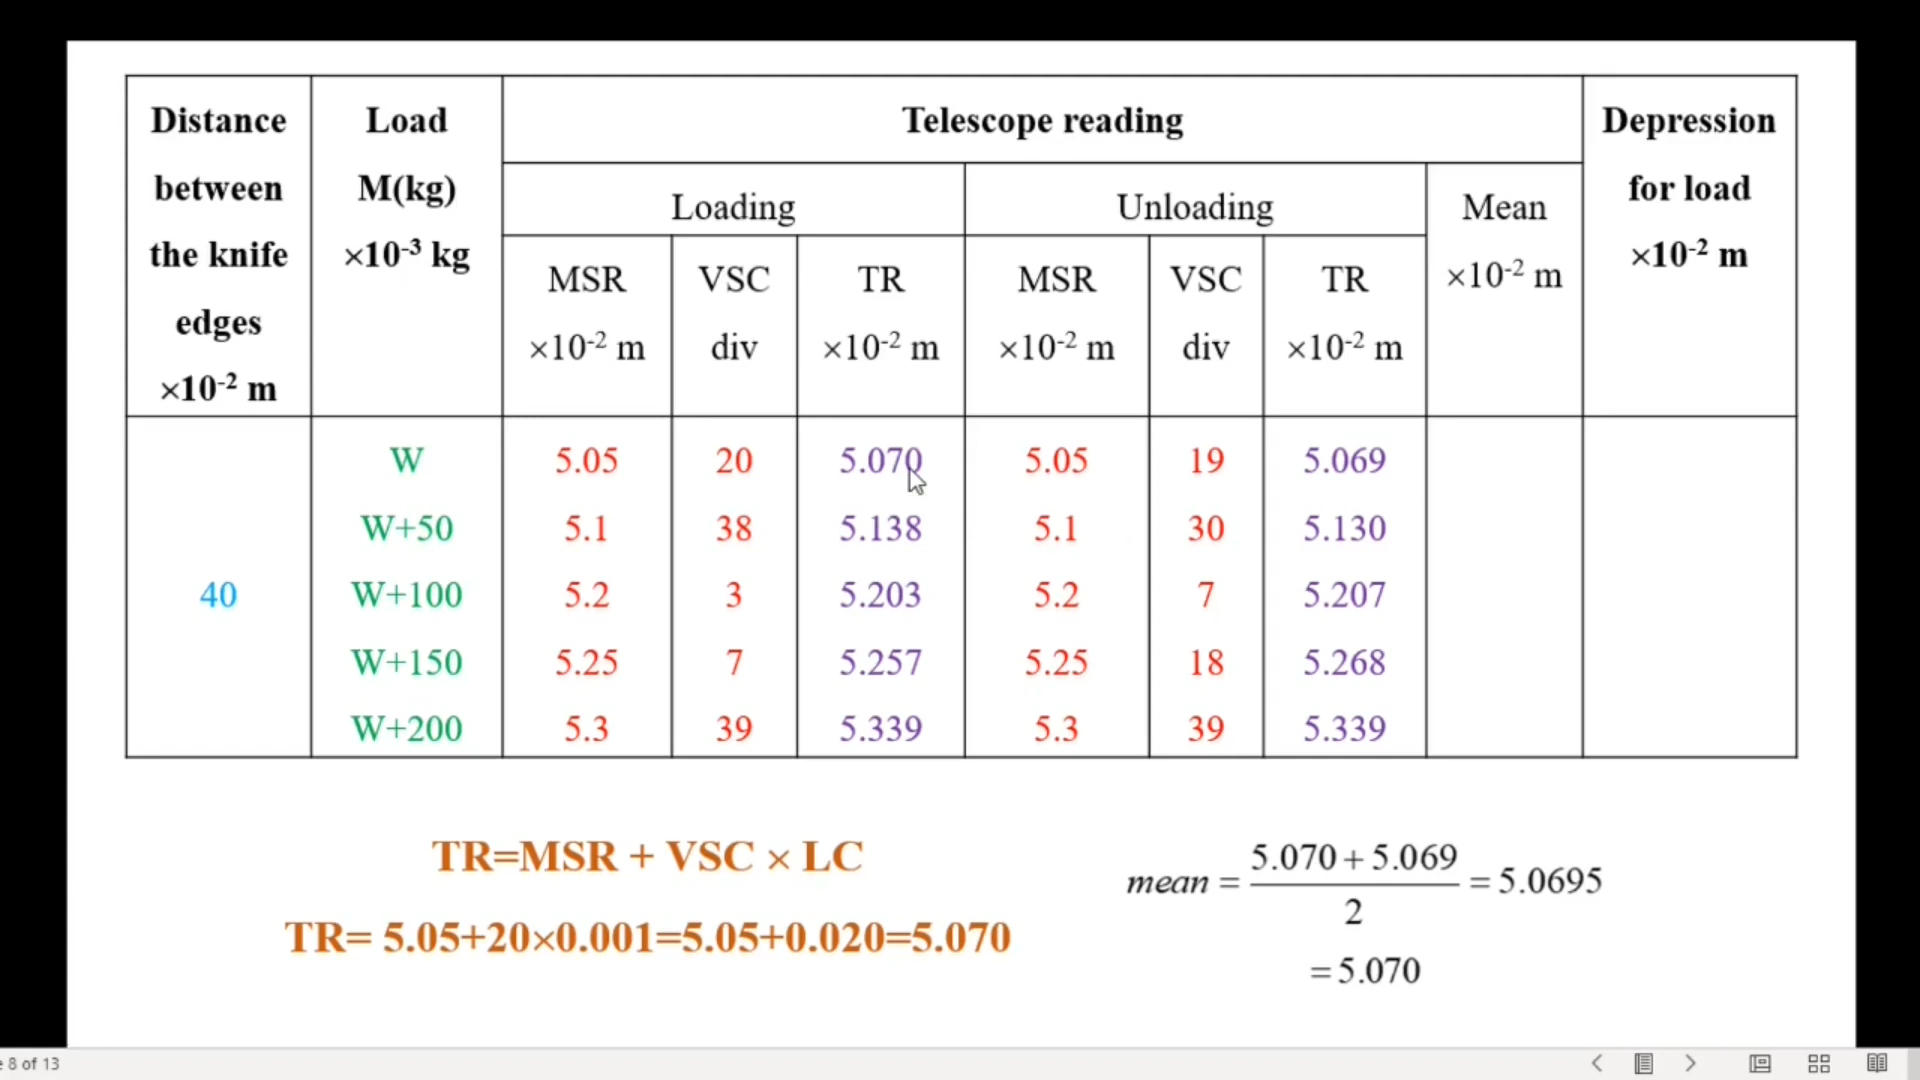 Distance between the knife edges ×10-2 m
Load M(kg) ×10-3 kg
Telescope reading
Depression for load ×10-2 m
Loading
Unloading
Mean ×10-2 m
MSR ×10-2 m
VSC div
TR ×10-2 m
MSR ×10-2 m
VSC div
TR ×10-2 m
40
W 5.05 20 5.070 5.05 19 5.069
W+50 5.1 38 5.138 5.1 30 5.130
W+100 5.2 3 5.203 5.2 7 5.207
W+150 5.25 7 5.257 5.25 18 5.268
W+200 5.3 39 5.339 5.3 39 5.339
TR=MSR + VSC × LC
TR= 5.05+20×0.001=5.05+0.020=5.070
mean = (5.070 + 5.069)/2 = 5.0695
= 5.070
8 of 13